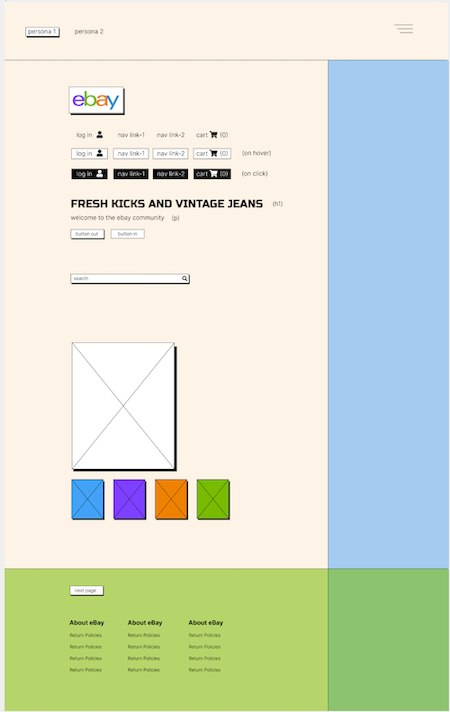 persona 1 persona 2
ebay
log in nav link-1 nav link-2 cart (0)
log in nav link-1 nav link-2 cart (0) (on hover)
log in nav link-1 nav link-2 cart (0) (on click)
FRESH KICKS AND VINTAGE JEANS (h1)
welcome to the ebay community (p)
button out button in
search
next page
About eBay About eBay About eBay
Return Policies Return Policies Return Policies
Return Policies Return Policies Return Policies
Return Policies Return Policies Return Policies
Return Policies Return Policies Return Policies